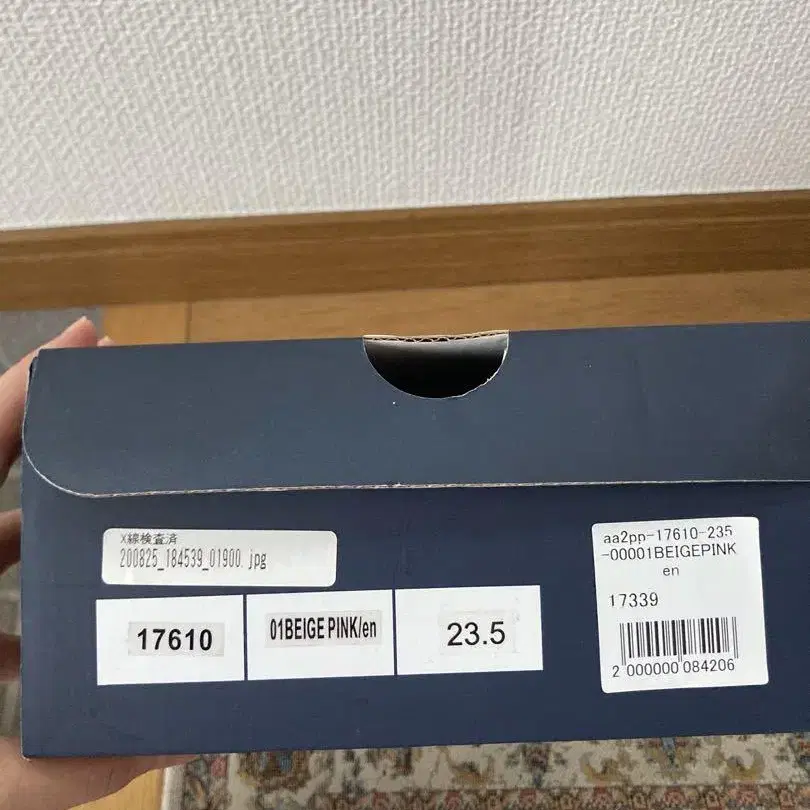 X線検査済
200825_184539_01900.jpg
17610
01BEIGE PINK/en
23.5
aa2pp-17610-235
-00001BEIGEPINK
en
17339
2 000000 084206